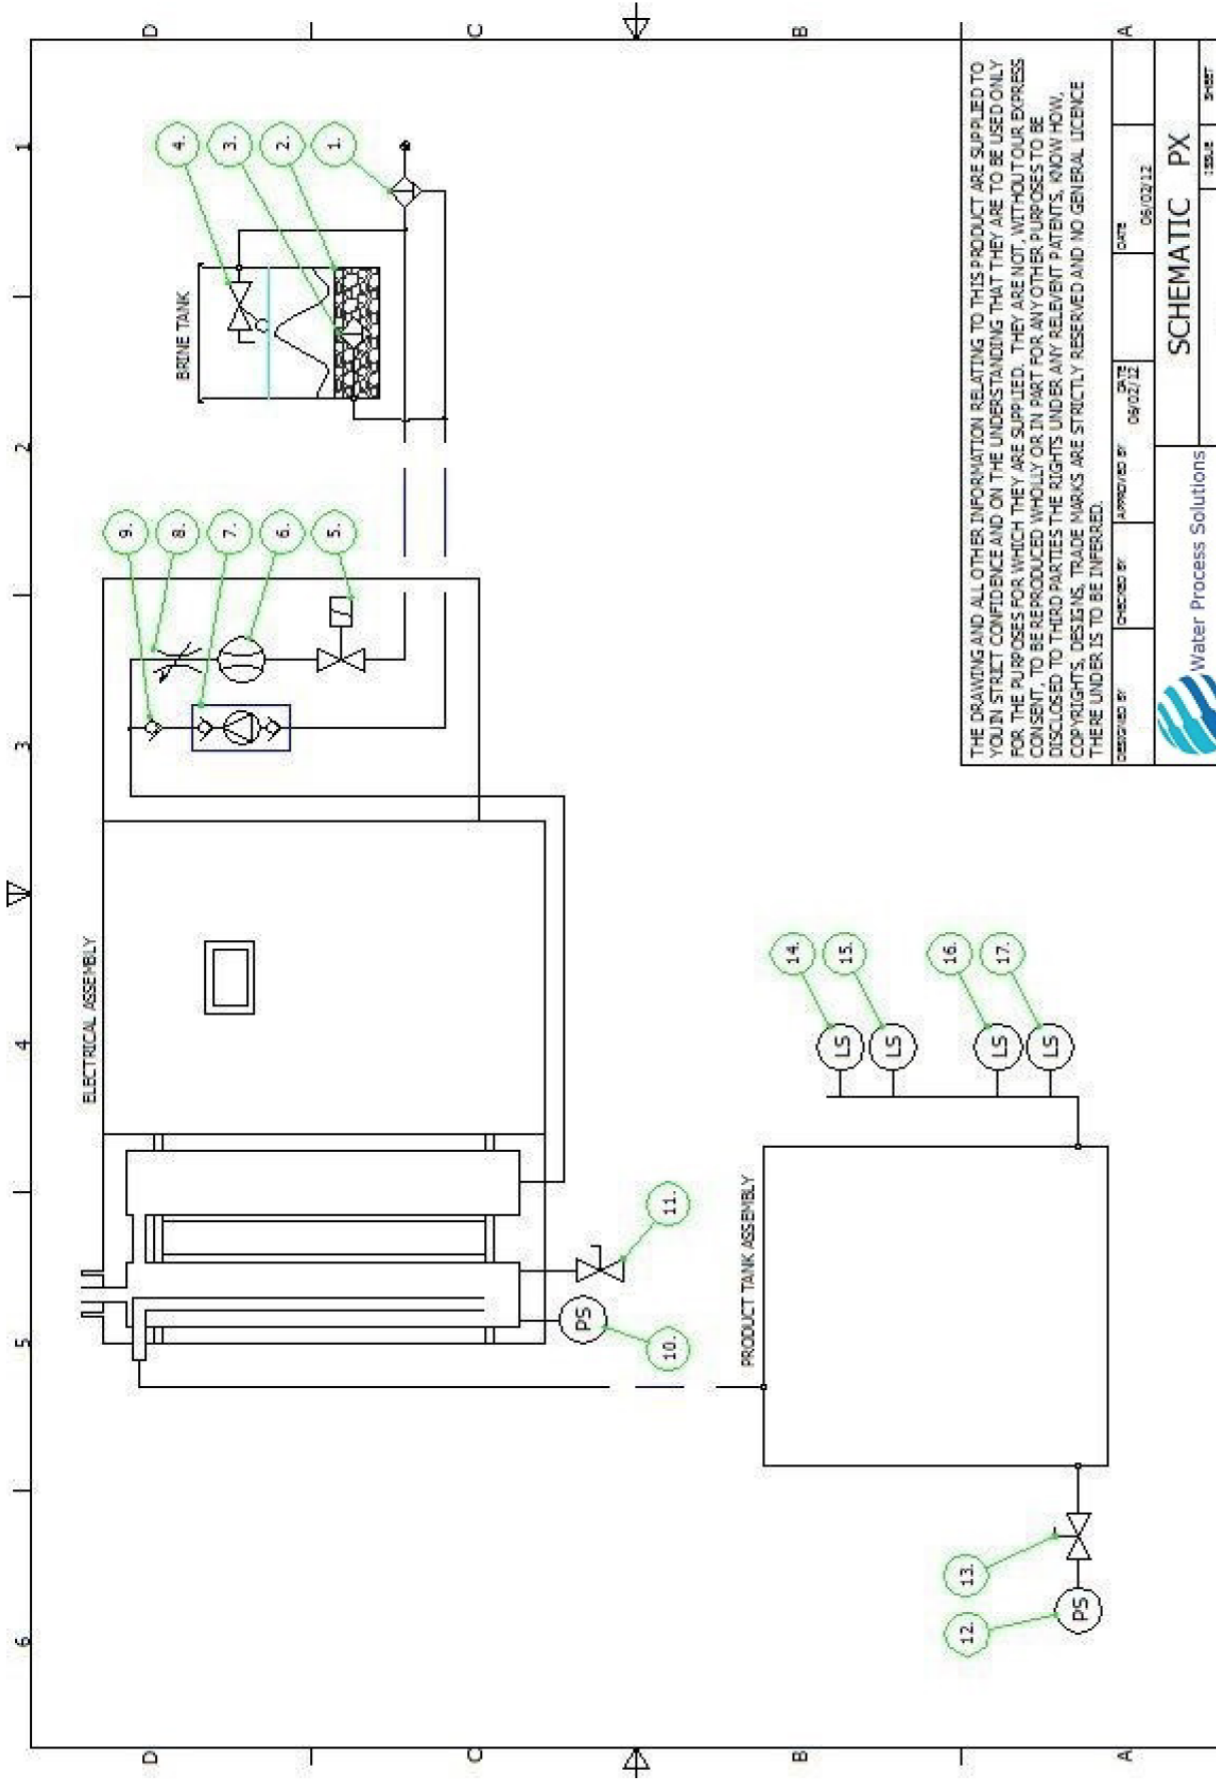 6
5
4
3
2
1
D
C
B
A
D
C
B
A
ELECTRICAL ASSEMBLY
BRINE TANK
PRODUCT TANK ASSEMBLY
1.
2.
3.
4.
5.
6.
7.
8.
9.
10.
11.
12.
13.
14.
15.
16.
17.
PS
PS
LS
LS
LS
LS
THE DRAWING AND ALL OTHER INFORMATION RELATING TO THIS PRODUCT ARE SUPPLIED TO
YOU IN STRICT CONFIDENCE AND ON THE UNDERSTANDING THAT THEY ARE TO BE USED ONLY
FOR THE PURPOSES FOR WHICH THEY ARE SUPPLIED. THEY ARE NOT, WITHOUT OUR EXPRESS
CONSENT, TO BE REPRODUCED WHOLLY OR IN PART FOR ANY OTHER PURPOSES TO BE
DISCLOSED TO THIRD PARTIES THE RIGHTS UNDER ANY RELEVENT PATENTS, KNOW HOW,
COPYRIGHTS, DESIGNS, TRADE MARKS ARE STRICTLY RESERVED AND NO GENERAL LICENCE
THERE UNDER IS TO BE INFERRED.
DESIGNED BY CHECKED BY APPROVED BY DATE DATE
06/02/12 06/02/12
Water Process Solutions
SCHEMATIC PX
ISSUE SHEET